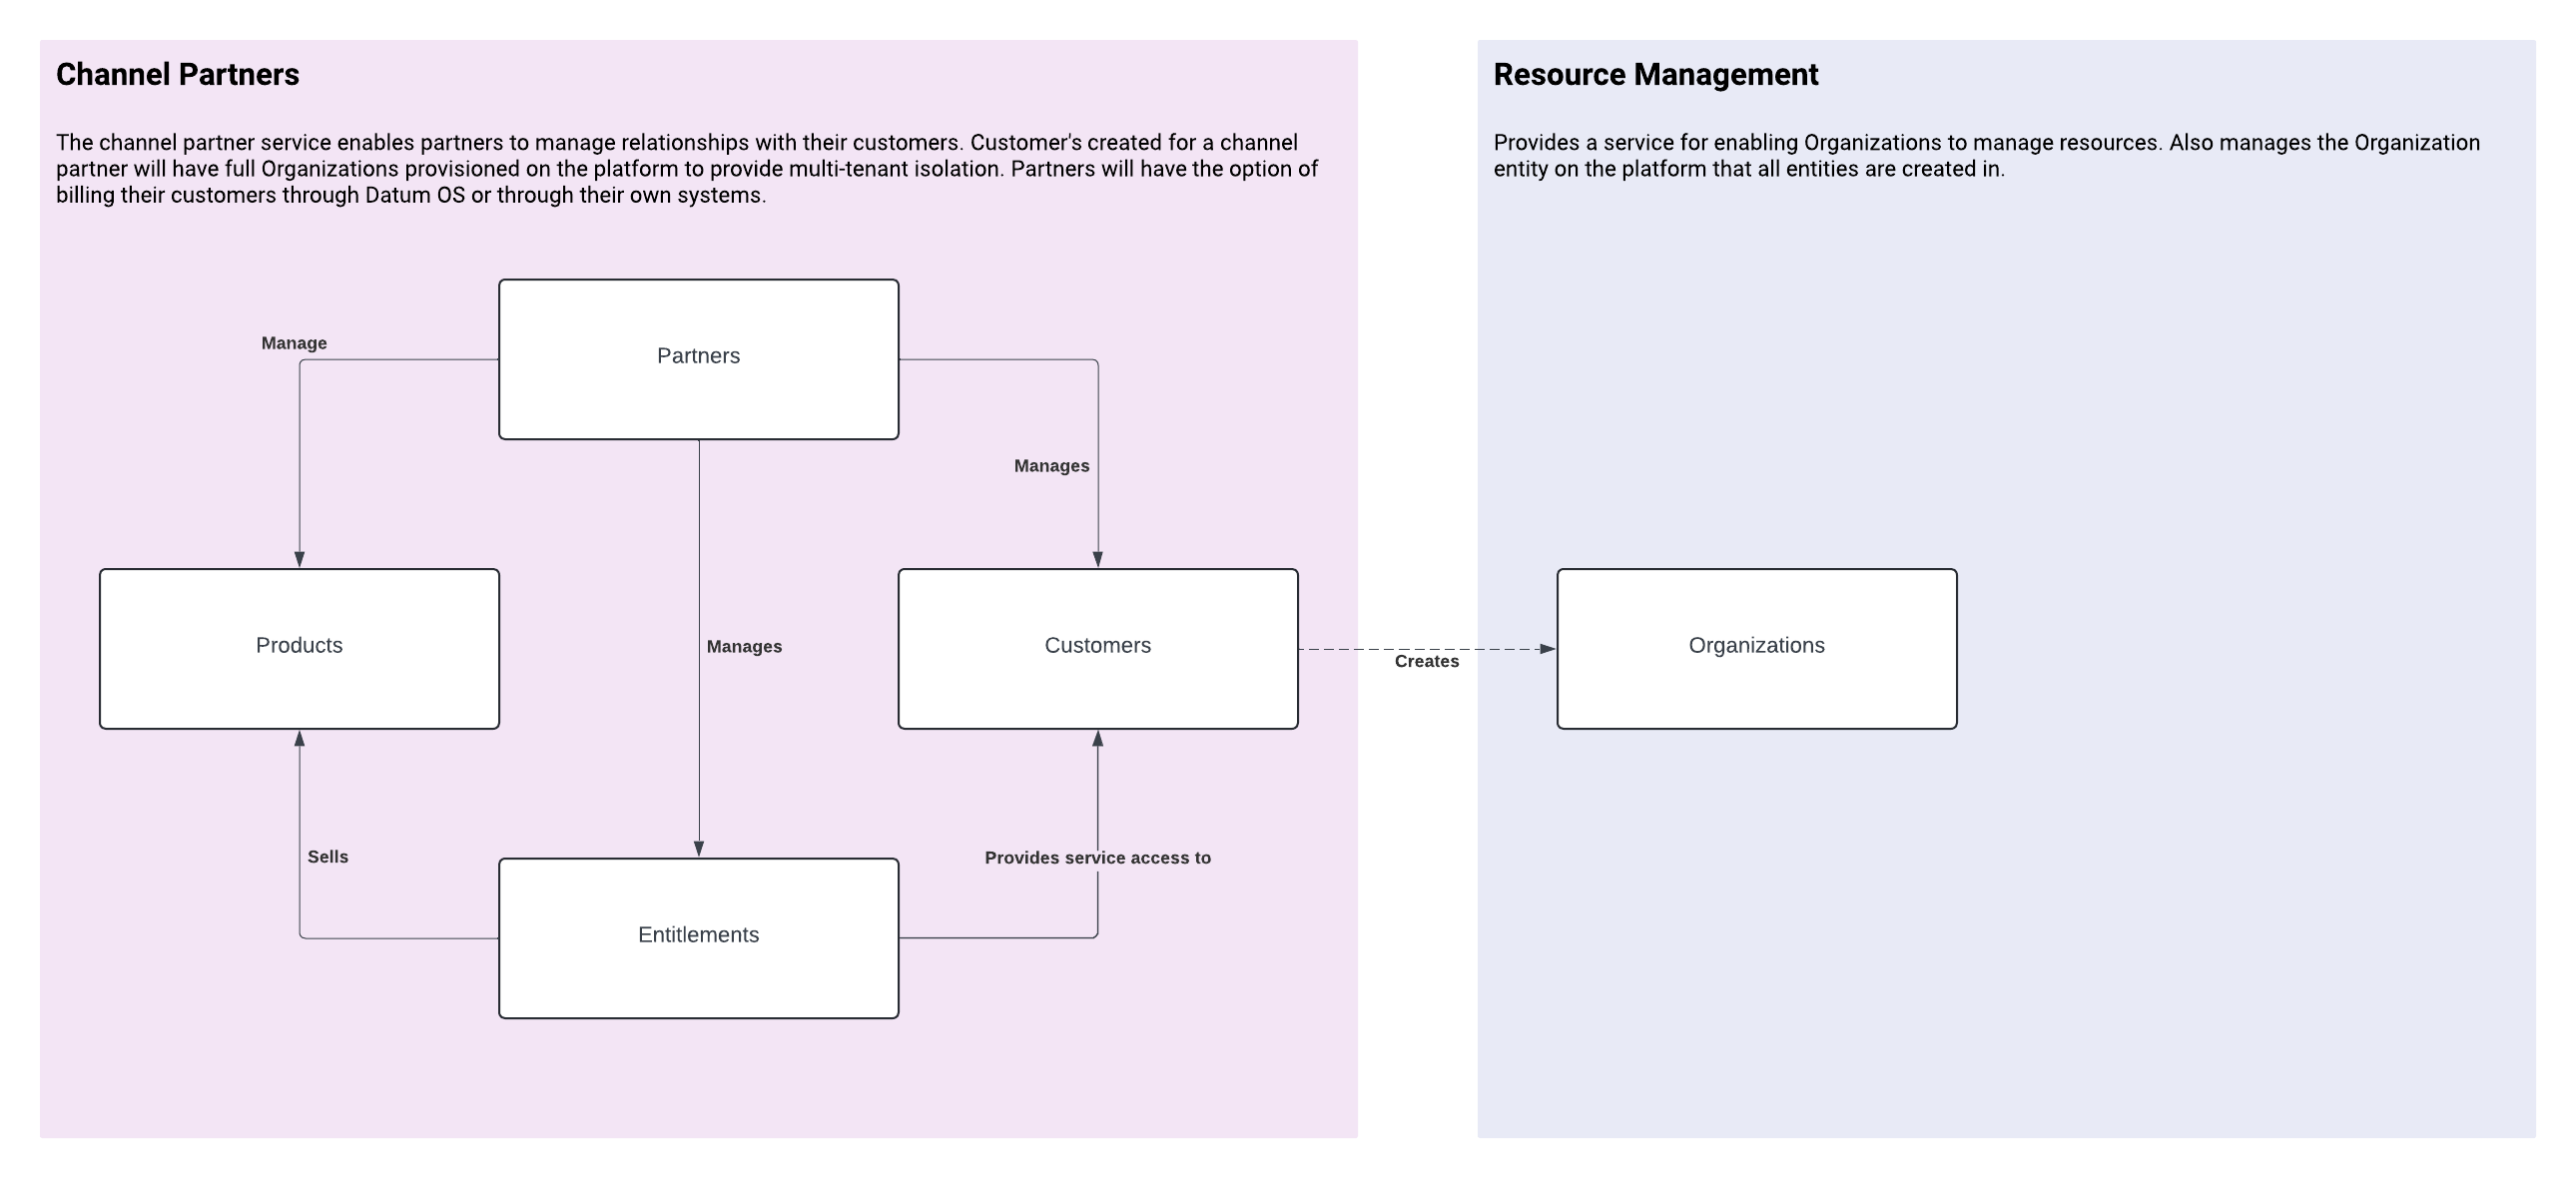 Channel Partners
The channel partner service enables partners to manage relationships with their customers. Customer's created for a channel
partner will have full Organizations provisioned on the platform to provide multi-tenant isolation. Partners will have the option of
billing their customers through Datum OS or through their own systems.
Partners
Manage
Manages
Products
Manages
Customers
Sells
Provides service access to
Entitlements
Creates
Resource Management
Provides a service for enabling Organizations to manage resources. Also manages the Organization
entity on the platform that all entities are created in.
Organizations